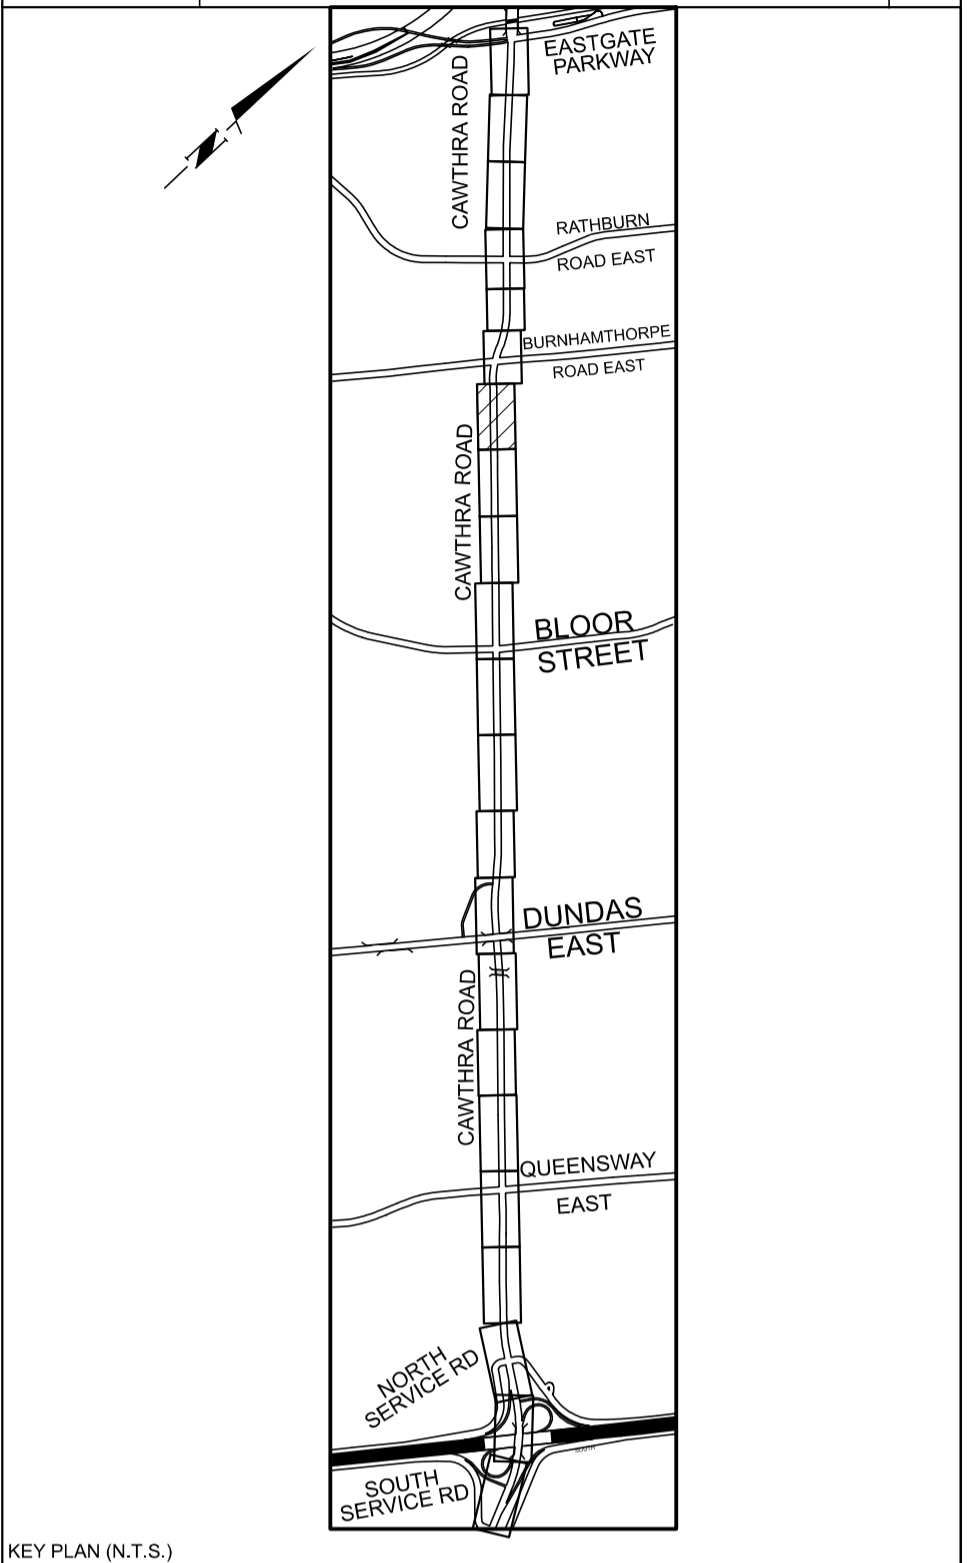 EASTGATE
PARKWAY
CAWTHRA ROAD
N
RATHBURN
ROAD EAST
BURNHAMTHORPE
ROAD EAST
CAWTHRA ROAD
BLOOR
STREET
DUNDAS
EAST
CAWTHRA ROAD
QUEENSWAY
EAST
NORTH
SERVICE RD
SOUTH
SOUTH
SERVICE RD
KEY PLAN (N.T.S.)